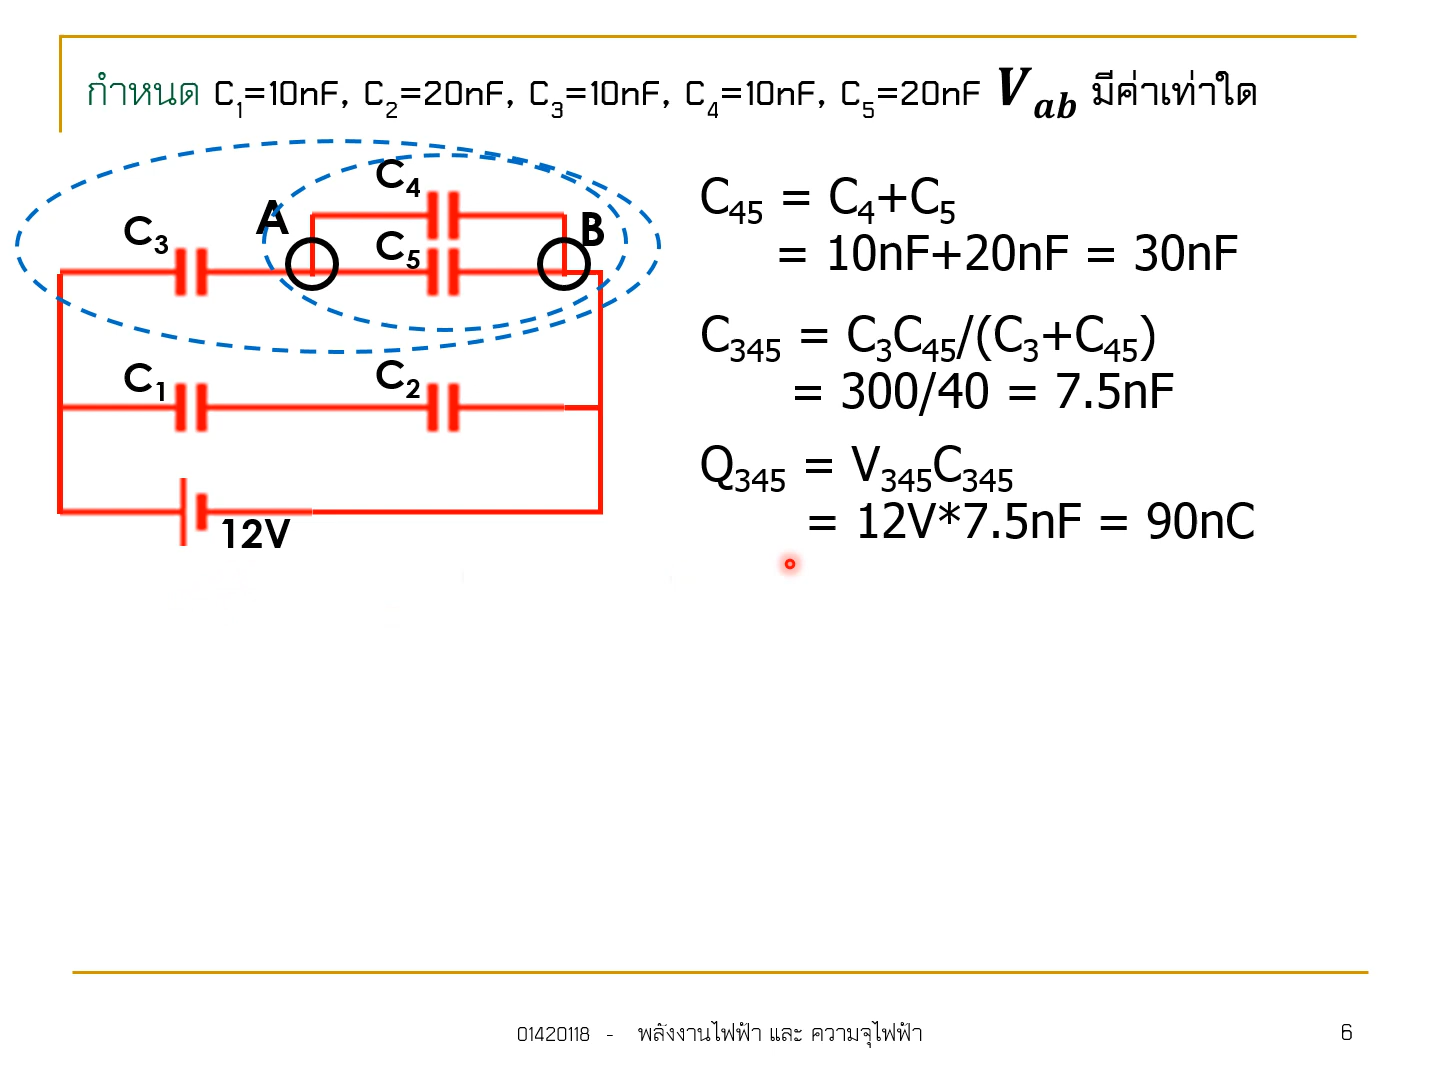 กำหนด C₁=10nF, C₂=20nF, C₃=10nF, C₄=10nF, C₅=20nF V_ab มีค่าเท่าใด
C₄
A
B
C₃
C₅
C₁
C₂
12V
C₄₅ = C₄+C₅
= 10nF+20nF = 30nF
C₃₄₅ = C₃C₄₅/(C₃+C₄₅)
= 300/40 = 7.5nF
Q₃₄₅ = V₃₄₅C₃₄₅
= 12V*7.5nF = 90nC
01420118 - พลังงานไฟฟ้า และ ความจุไฟฟ้า
6